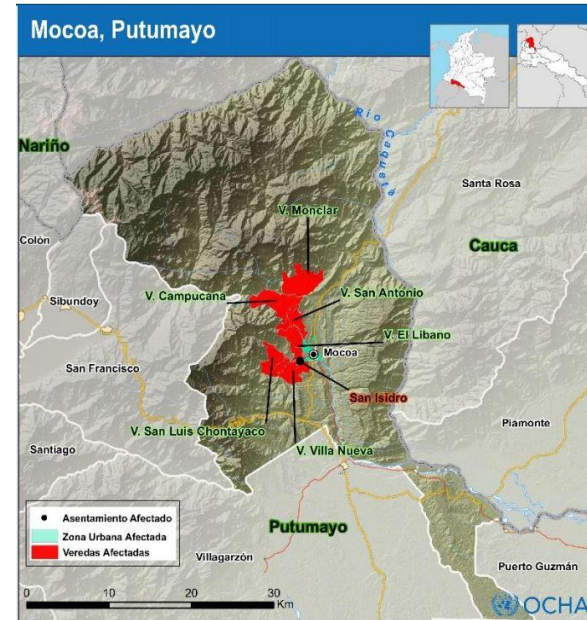 Mocoa, Putumayo
Nariño
Río Caquetá
Santa Rosa
V. Monclar
Colón
Cauca
V. Campucana
V. San Antonio
Sibundoy
V. El Libano
Mocoa
San Francisco
San Isidro
Piamonte
V. San Luis Chontayaco
Santiago
V. Villa Nueva
Asentamiento Afectado
Zona Urbana Afectada
Veredas Afectadas
Putumayo
Villagarzón
Puerto Guzmán
0 10 20 30
Km
OCHA